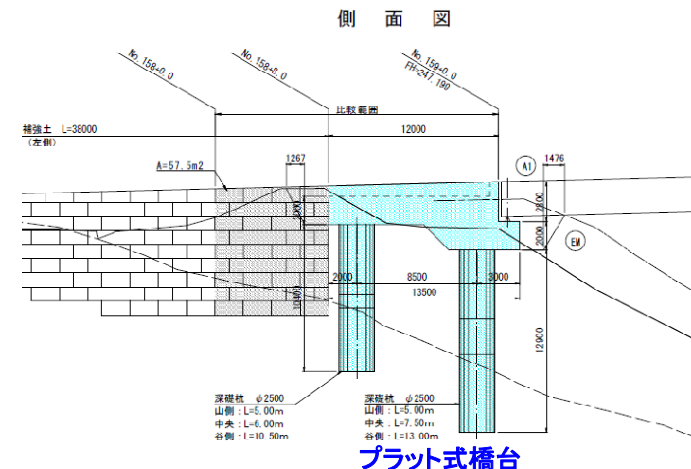 側面図
No.158+0.0
No.158+8.0
No.159+0.0
FH=247.190
比較範囲
補強土 L=38000
(左側)
12000
A=57.5m2
1267
A1
1476
2800
2000
EM
2000
8500
3000
13500
10400
12900
深礎杭 φ2500
山側:L=5.00m
中央:L=6.00m
谷側:L=10.50m
深礎杭 φ2500
山側:L=5.00m
中央:L=7.50m
谷側:L=13.00m
プラット式橋台